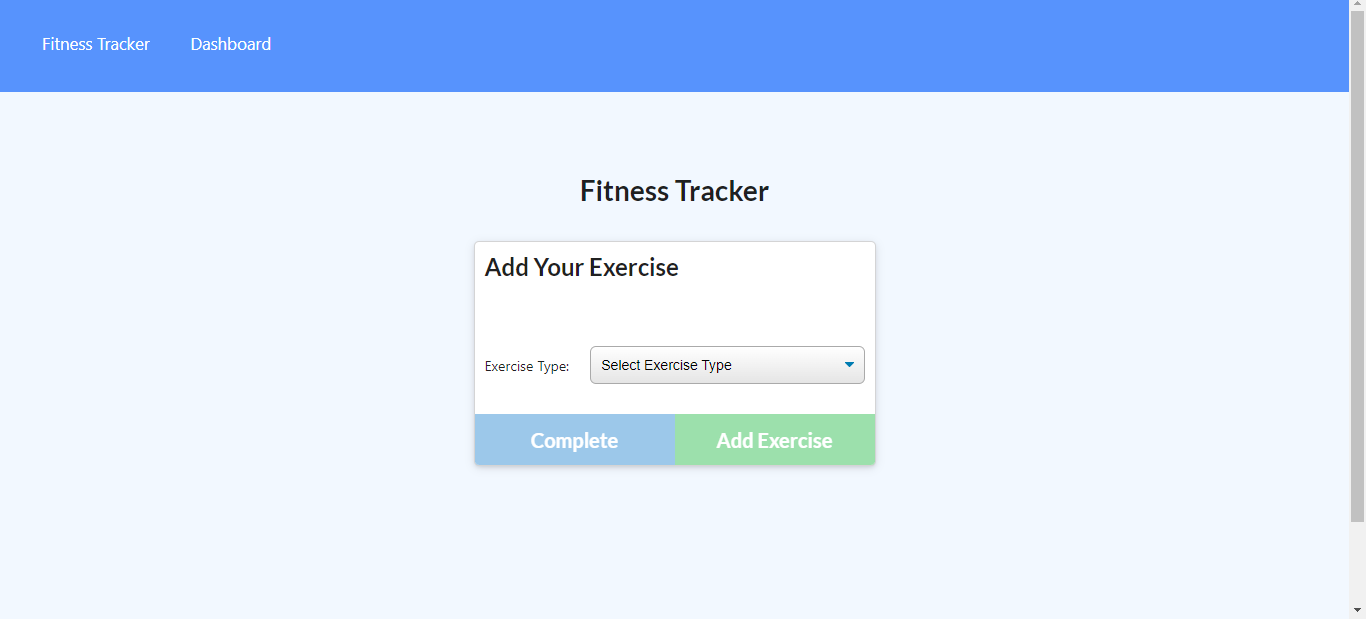 Fitness Tracker Dashboard
Fitness Tracker
Add Your Exercise
Exercise Type: Select Exercise Type
Complete Add Exercise